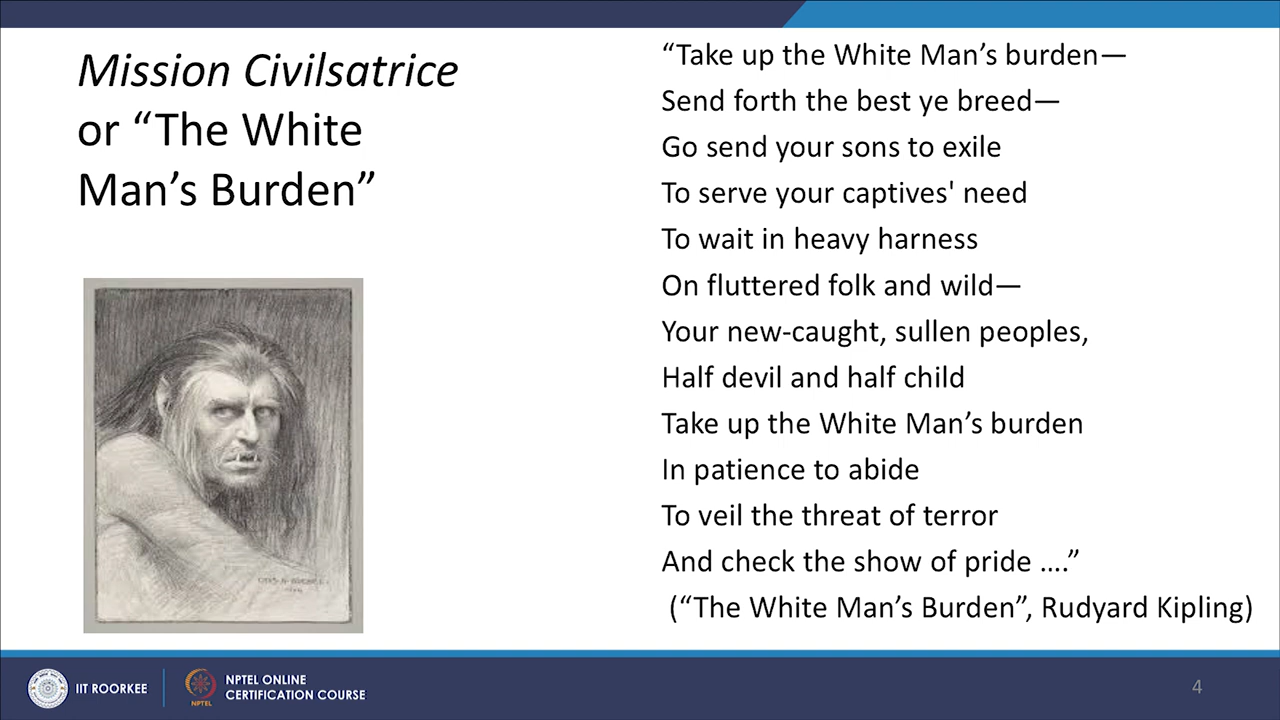 Mission Civilsatrice
or “The White
Man’s Burden”
“Take up the White Man’s burden—
Send forth the best ye breed—
Go send your sons to exile
To serve your captives' need
To wait in heavy harness
On fluttered folk and wild—
Your new-caught, sullen peoples,
Half devil and half child
Take up the White Man’s burden
In patience to abide
To veil the threat of terror
And check the show of pride ....”
(“The White Man’s Burden”, Rudyard Kipling)
IIT ROORKEE
NPTEL
NPTEL ONLINE
CERTIFICATION COURSE
4